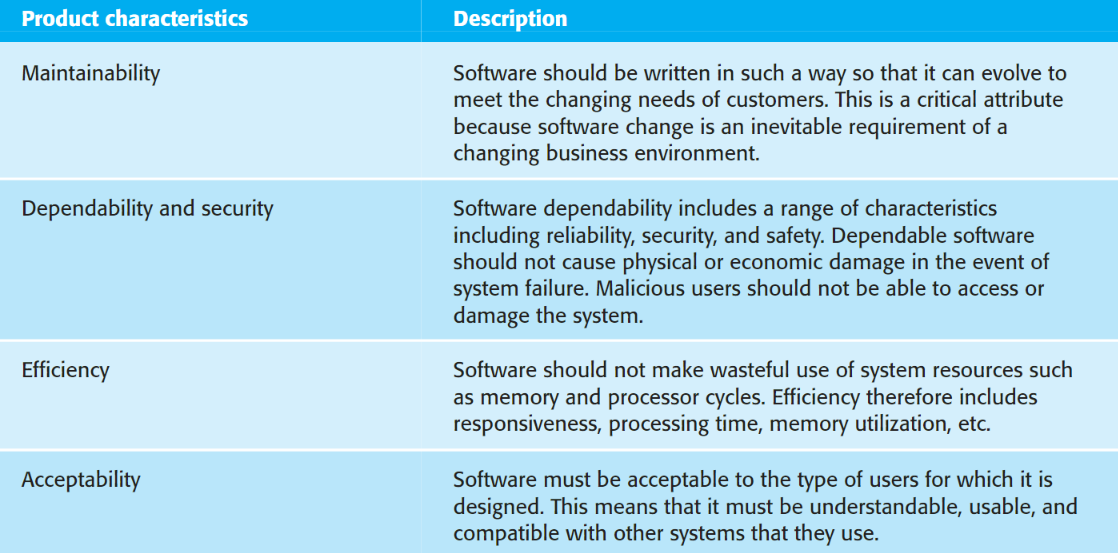 Product characteristics Description
Maintainability Software should be written in such a way so that it can evolve to
meet the changing needs of customers. This is a critical attribute
because software change is an inevitable requirement of a
changing business environment.
Dependability and security Software dependability includes a range of characteristics
including reliability, security, and safety. Dependable software
should not cause physical or economic damage in the event of
system failure. Malicious users should not be able to access or
damage the system.
Efficiency Software should not make wasteful use of system resources such
as memory and processor cycles. Efficiency therefore includes
responsiveness, processing time, memory utilization, etc.
Acceptability Software must be acceptable to the type of users for which it is
designed. This means that it must be understandable, usable, and
compatible with other systems that they use.